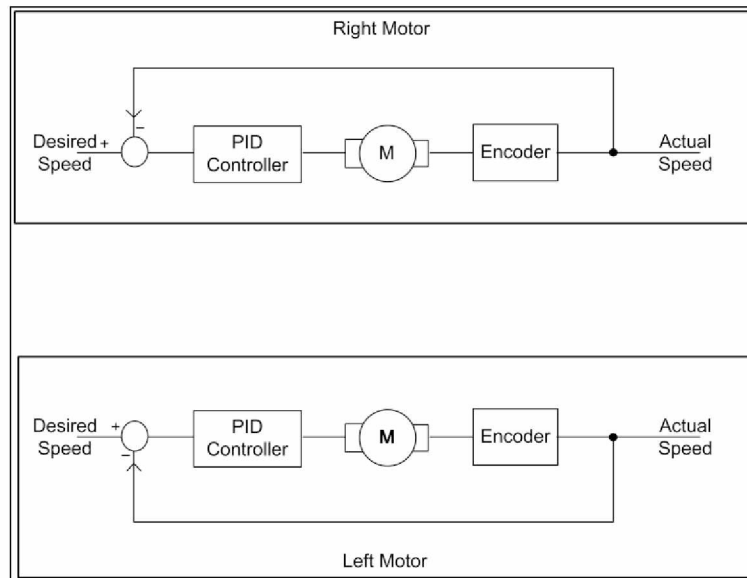 Right Motor
−
Desired +
Speed
PID
Controller
M
Encoder
Actual
Speed
Desired +
Speed
−
PID
Controller
M
Encoder
Actual
Speed
Left Motor